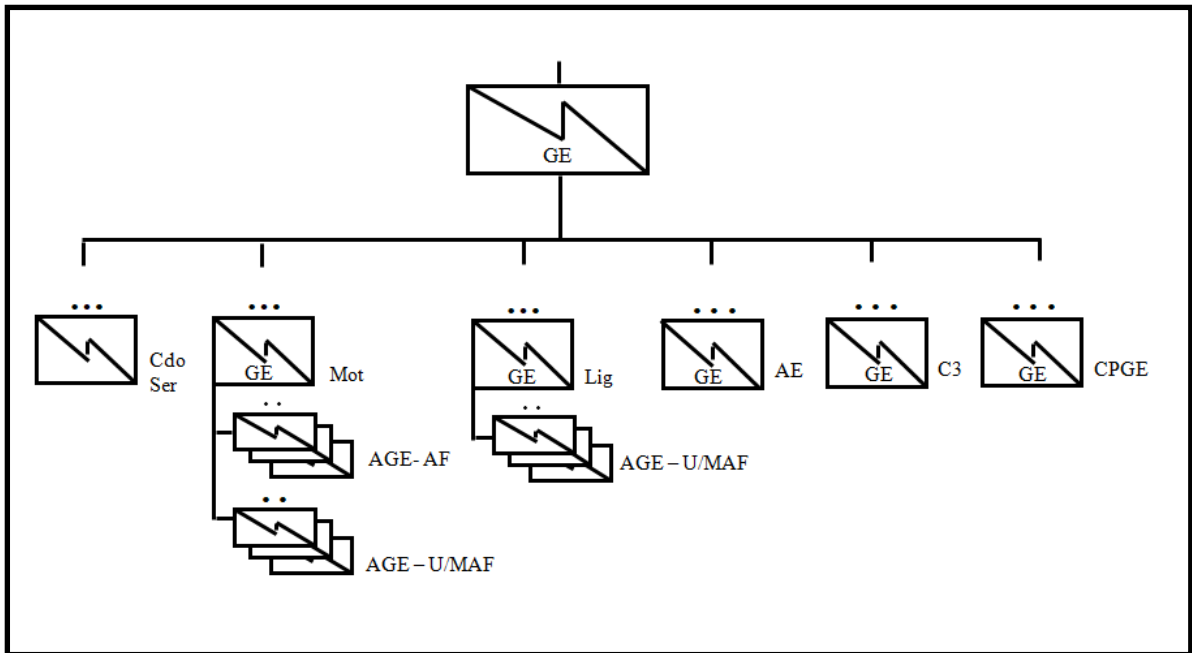 GE
Cdo
Ser
GE
Mot
GE
Lig
GE
AE
GE
C3
GE
CPGE
AGE- AF
AGE – U/MAF
AGE – U/MAF